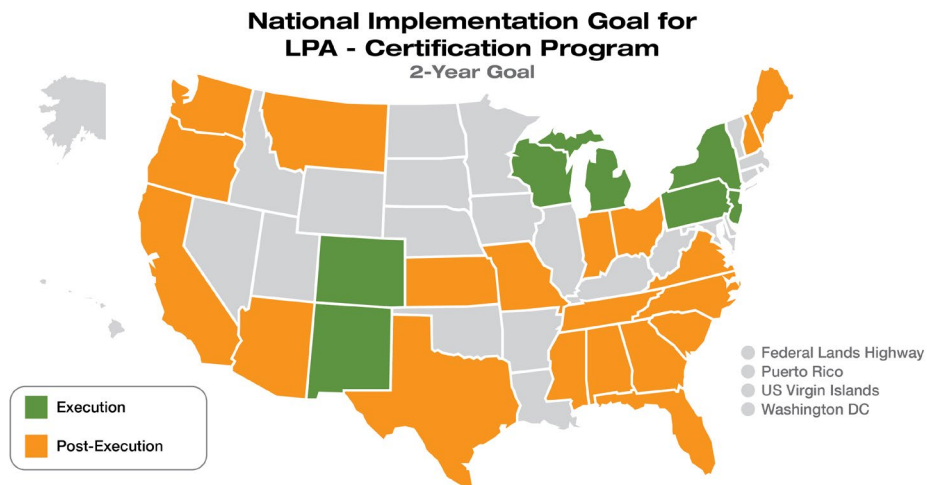 National Implementation Goal for
LPA - Certification Program
2-Year Goal
Federal Lands Highway
Puerto Rico
US Virgin Islands
Washington DC
Execution
Post-Execution